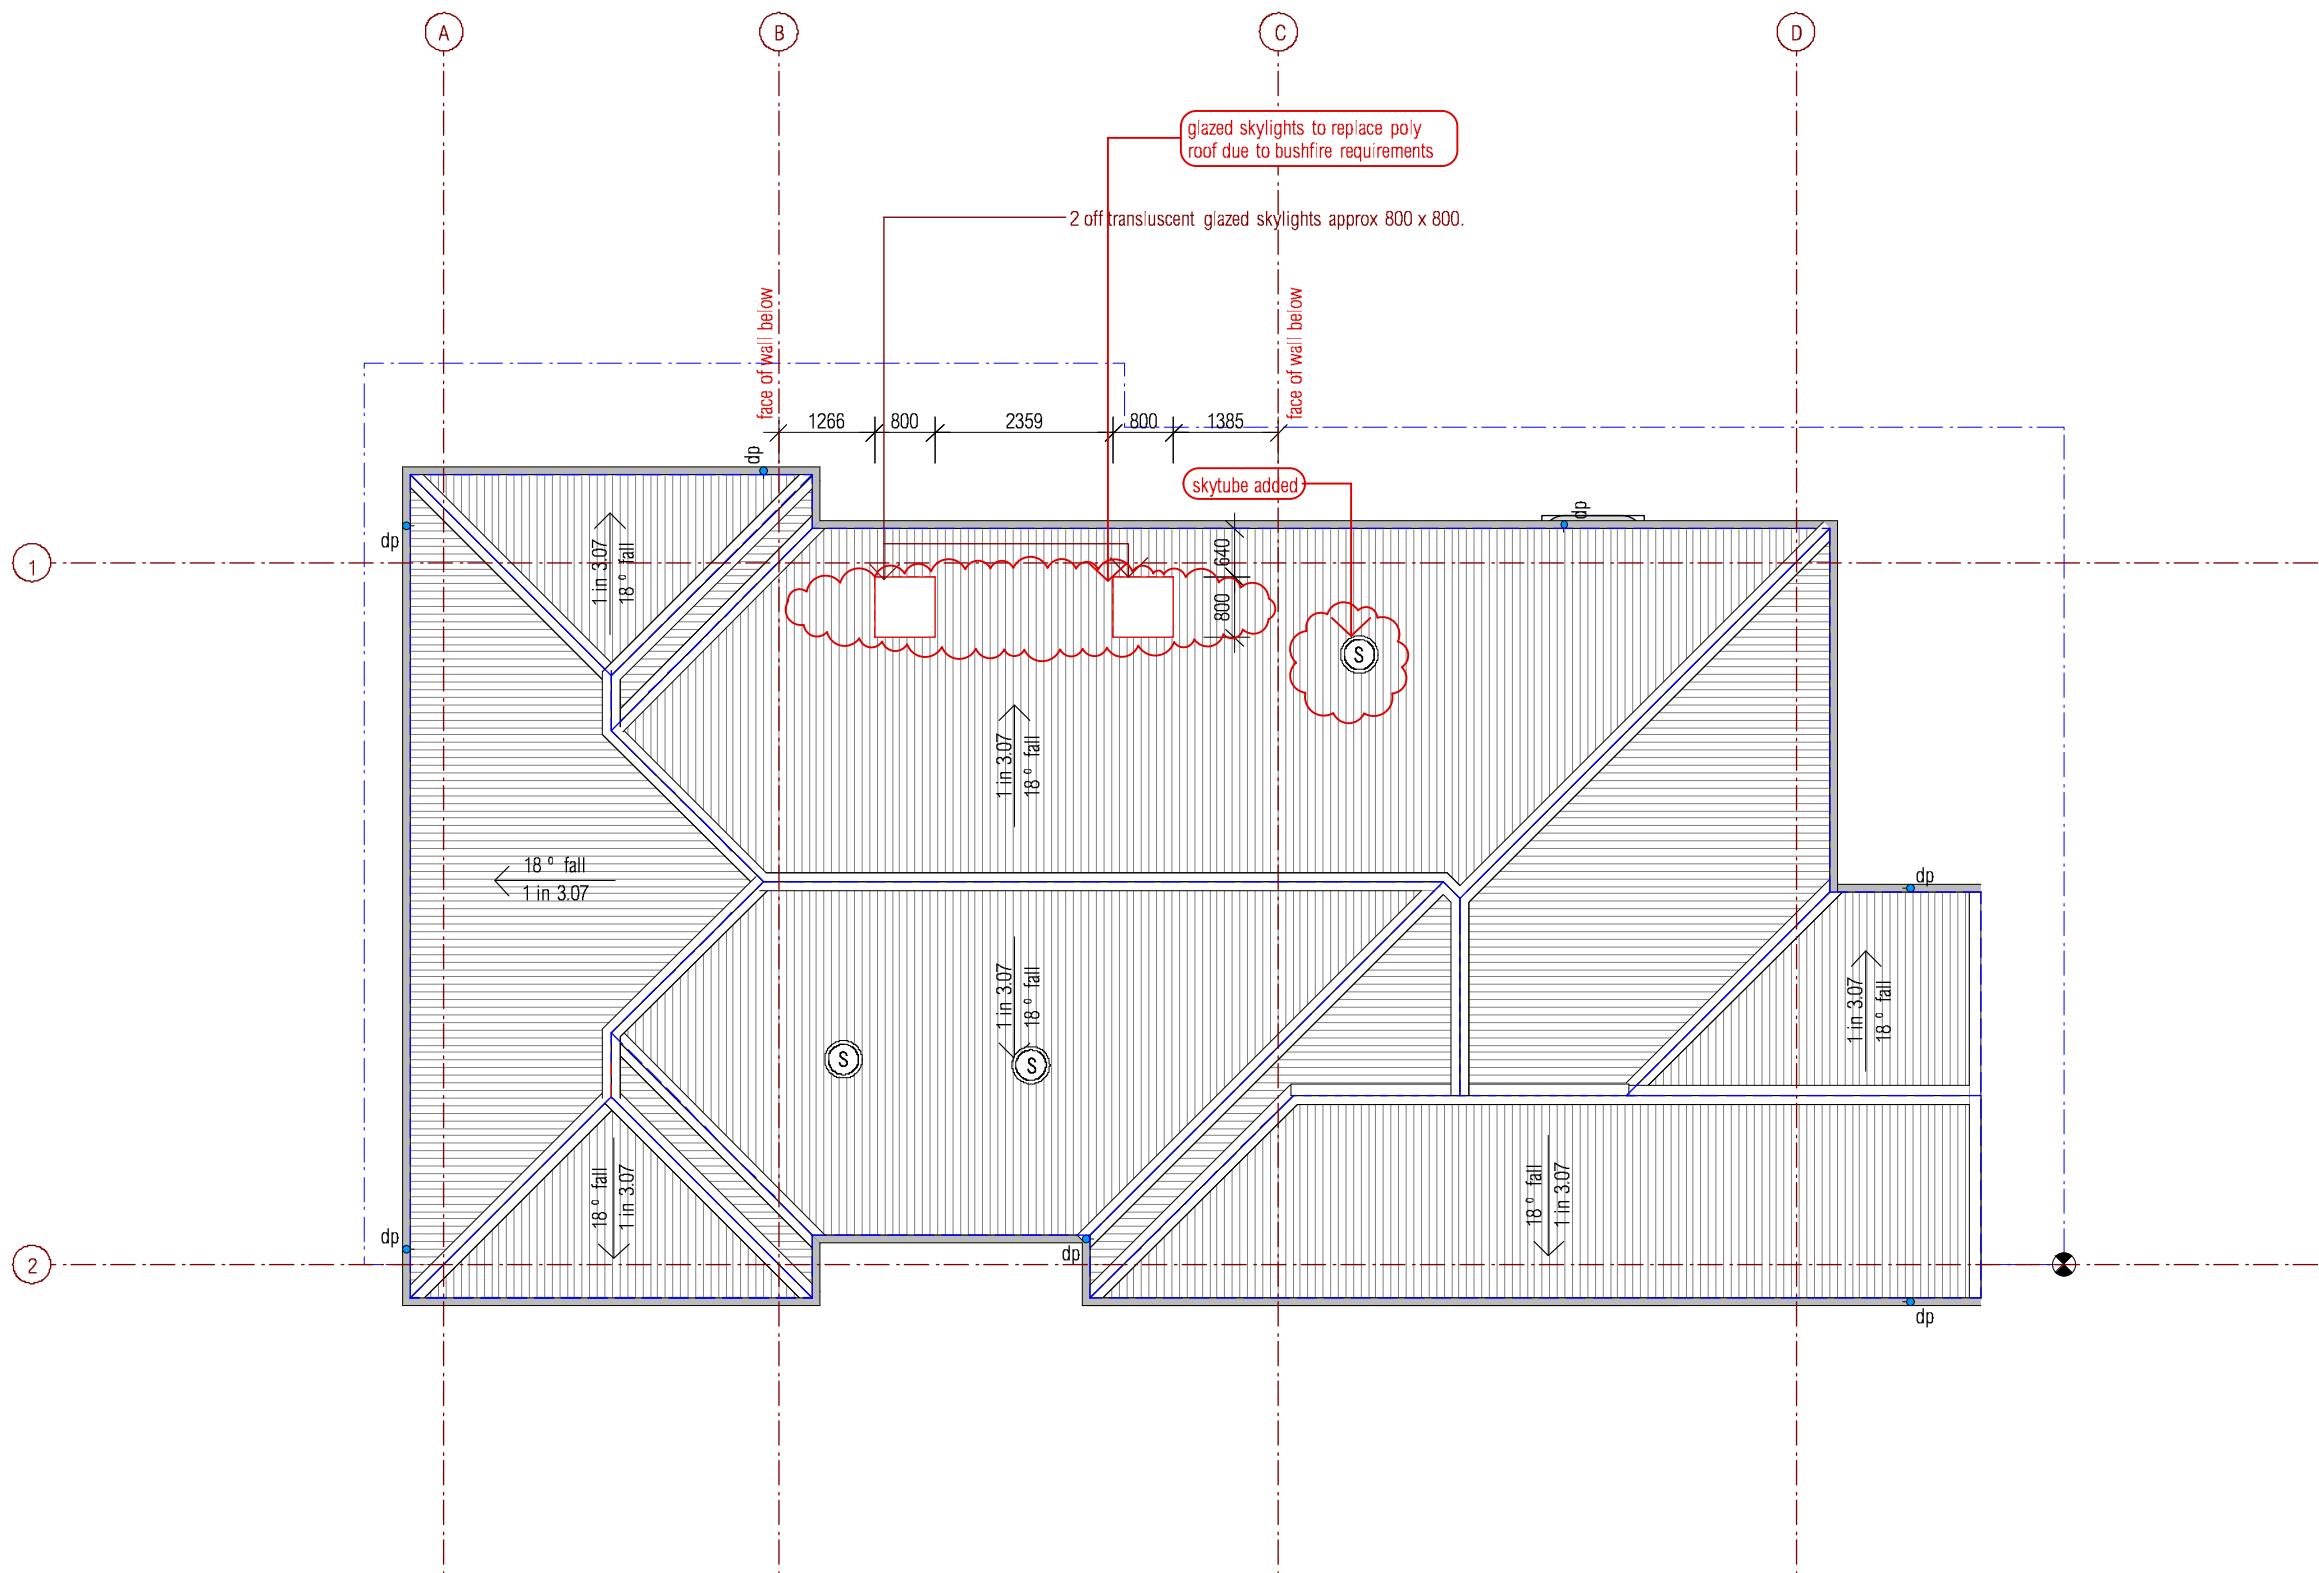 A
B
C
D
glazed skylights to replace poly
roof due to bushfire requirements
2 off transluscent glazed skylights approx 800 x 800.
face of wall below
face of wall below
1266
800
2359
800
1385
dp
skytube added
dp
dp
1
1 in 3.07
18 º fall
640
800
S
1 in 3.07
18 º fall
18 º fall
1 in 3.07
dp
1 in 3.07
18 º fall
1 in 3.07
18 º fall
S
S
18 º fall
1 in 3.07
18 º fall
1 in 3.07
dp
dp
2
dp